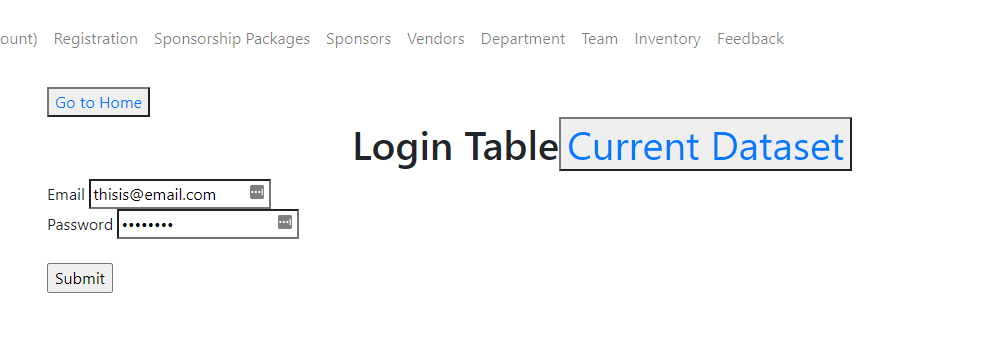 ount) Registration Sponsorship Packages Sponsors Vendors Department Team Inventory Feedback
Go to Home
Login Table Current Dataset
Email thisis@email.com
Password ••••••••
Submit